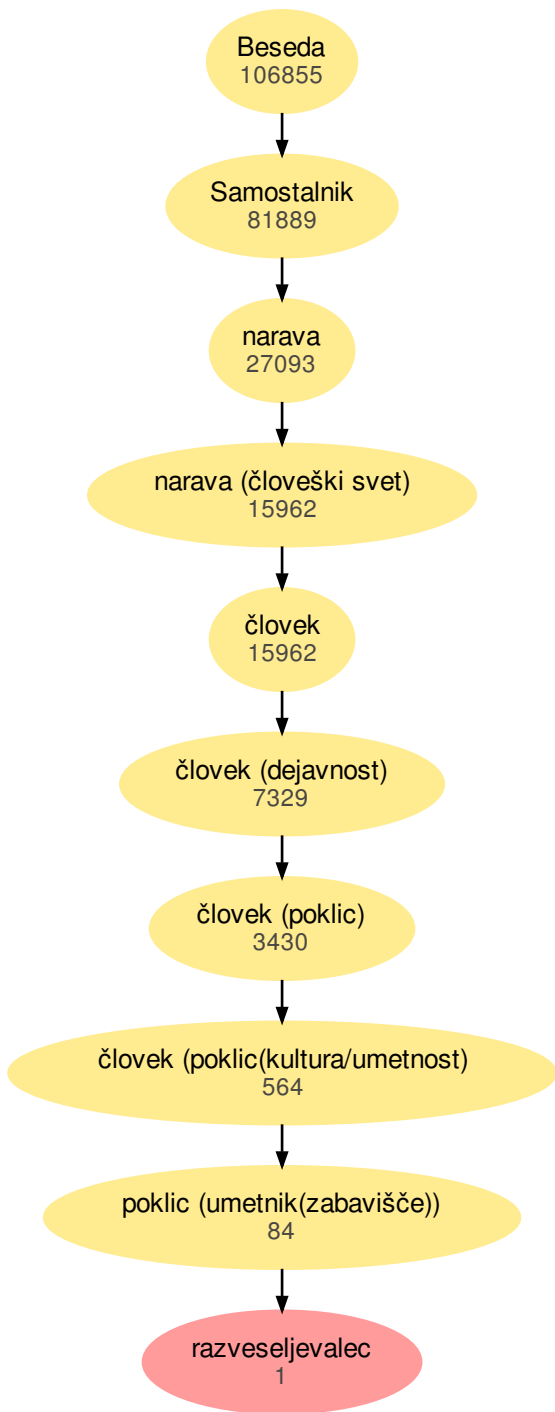 Beseda
106855
Samostalnik
81889
narava
27093
narava (človeški svet)
15962
človek
15962
človek (dejavnost)
7329
človek (poklic)
3430
človek (poklic(kultura/umetnost)
564
poklic (umetnik(zabavišče))
84
razveseljevalec
1